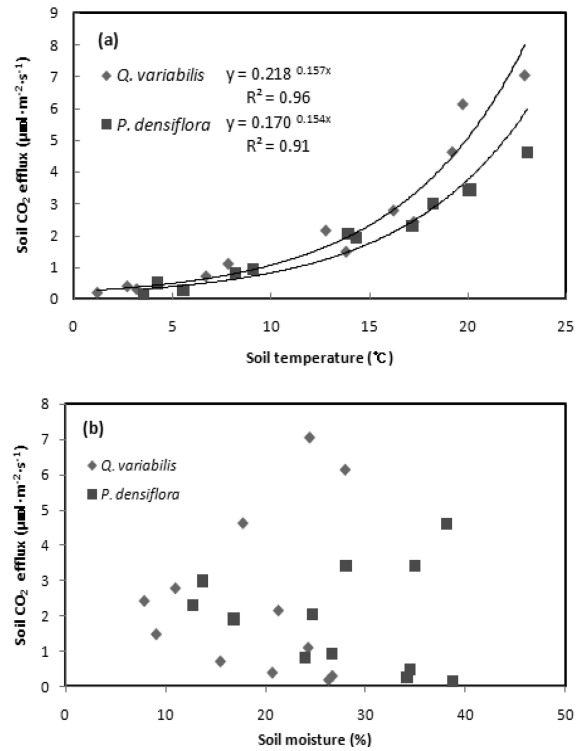 (a)
Q. variabilis y = 0.218 ^0.157x
R² = 0.96
P. densiflora y = 0.170 ^0.154x
R² = 0.91
Soil CO₂ efflux (μmol·m⁻²·s⁻¹)
9
8
7
6
5
4
3
2
1
0
0 5 10 15 20 25
Soil temperature (℃)
(b)
Q. variabilis
P. densiflora
Soil CO₂ efflux (μmol·m⁻²·s⁻¹)
8
7
6
5
4
3
2
1
0
0 10 20 30 40 50
Soil moisture (%)